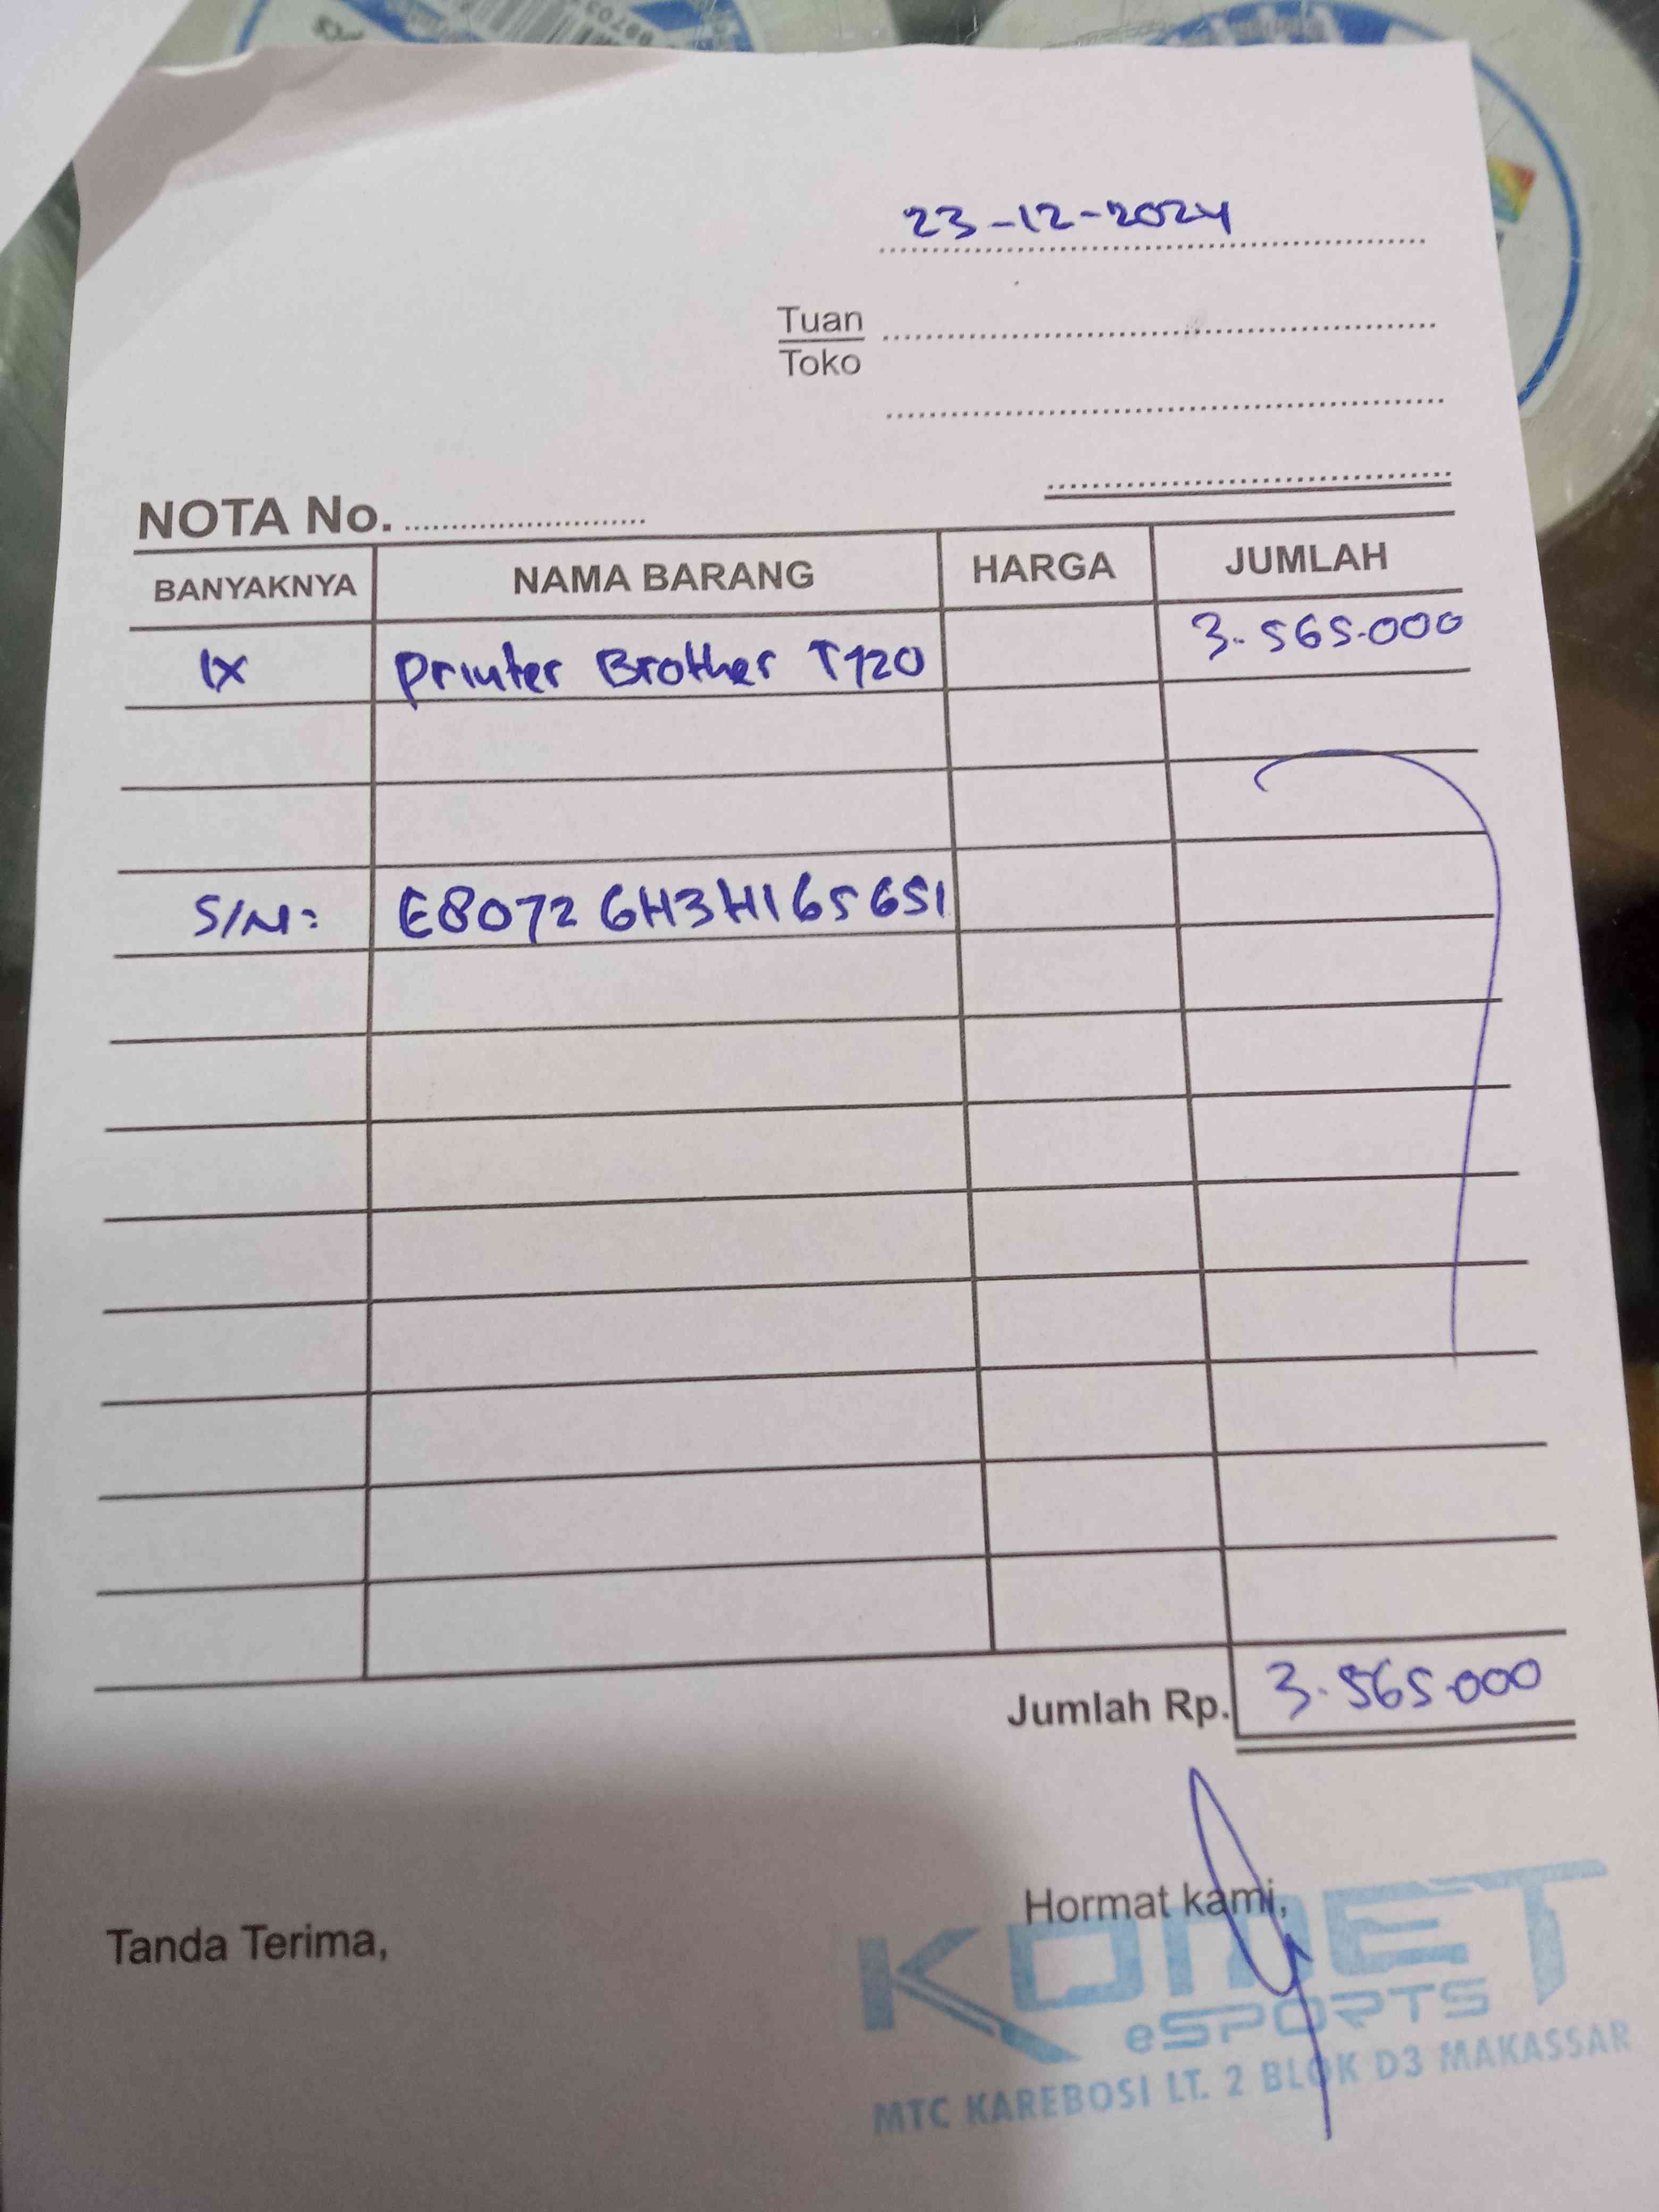 23-12-2024
Tuan
Toko
NOTA No.
BANYAKNYA NAMA BARANG HARGA JUMLAH
1X Printer Brother T720 3.565.000
S/N: E80726H3H165651
Jumlah Rp. 3.565.000
Tanda Terima,
Hormat kami,
KOMET
eSPORTS
MTC KAREBOSI LT. 2 BLOK D3 MAKASSAR